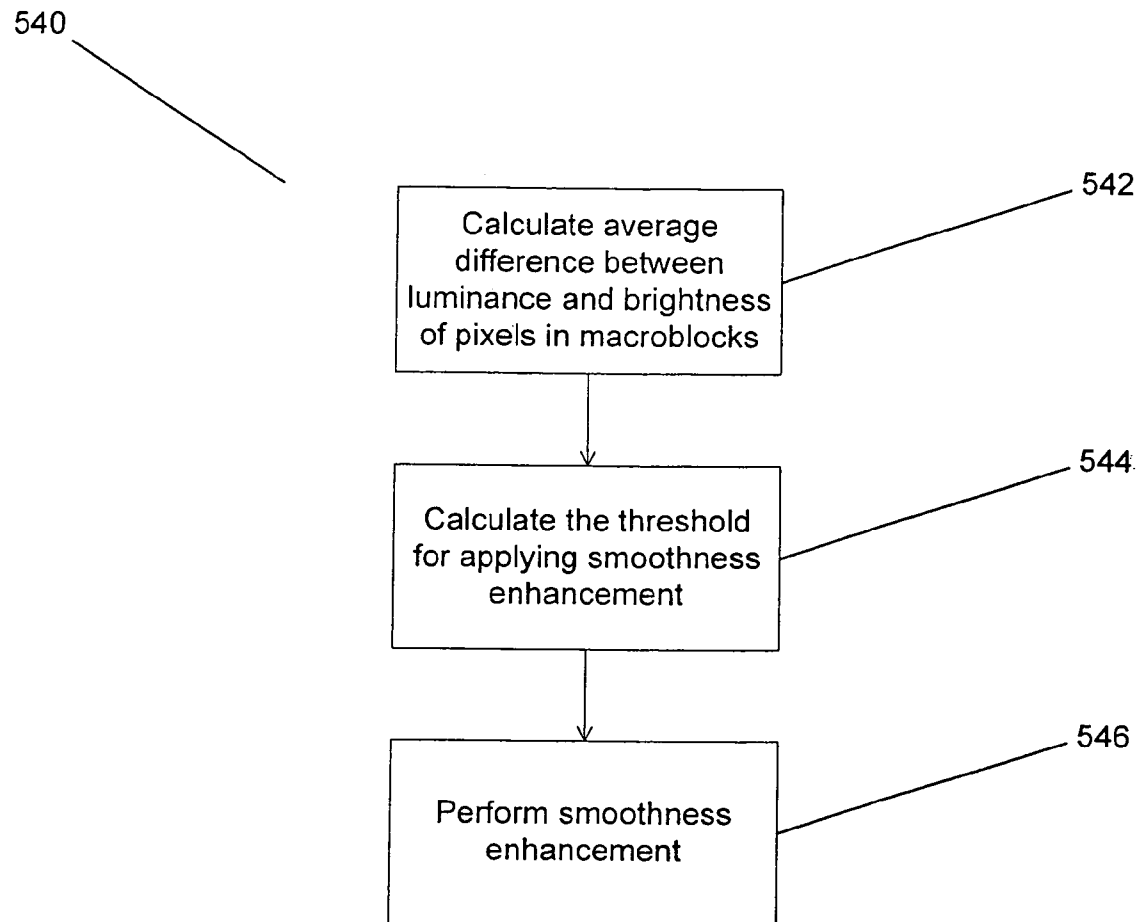 540
542
Calculate average
difference between
luminance and brightness
of pixels in macroblocks
544
Calculate the threshold
for applying smoothness
enhancement
546
Perform smoothness
enhancement